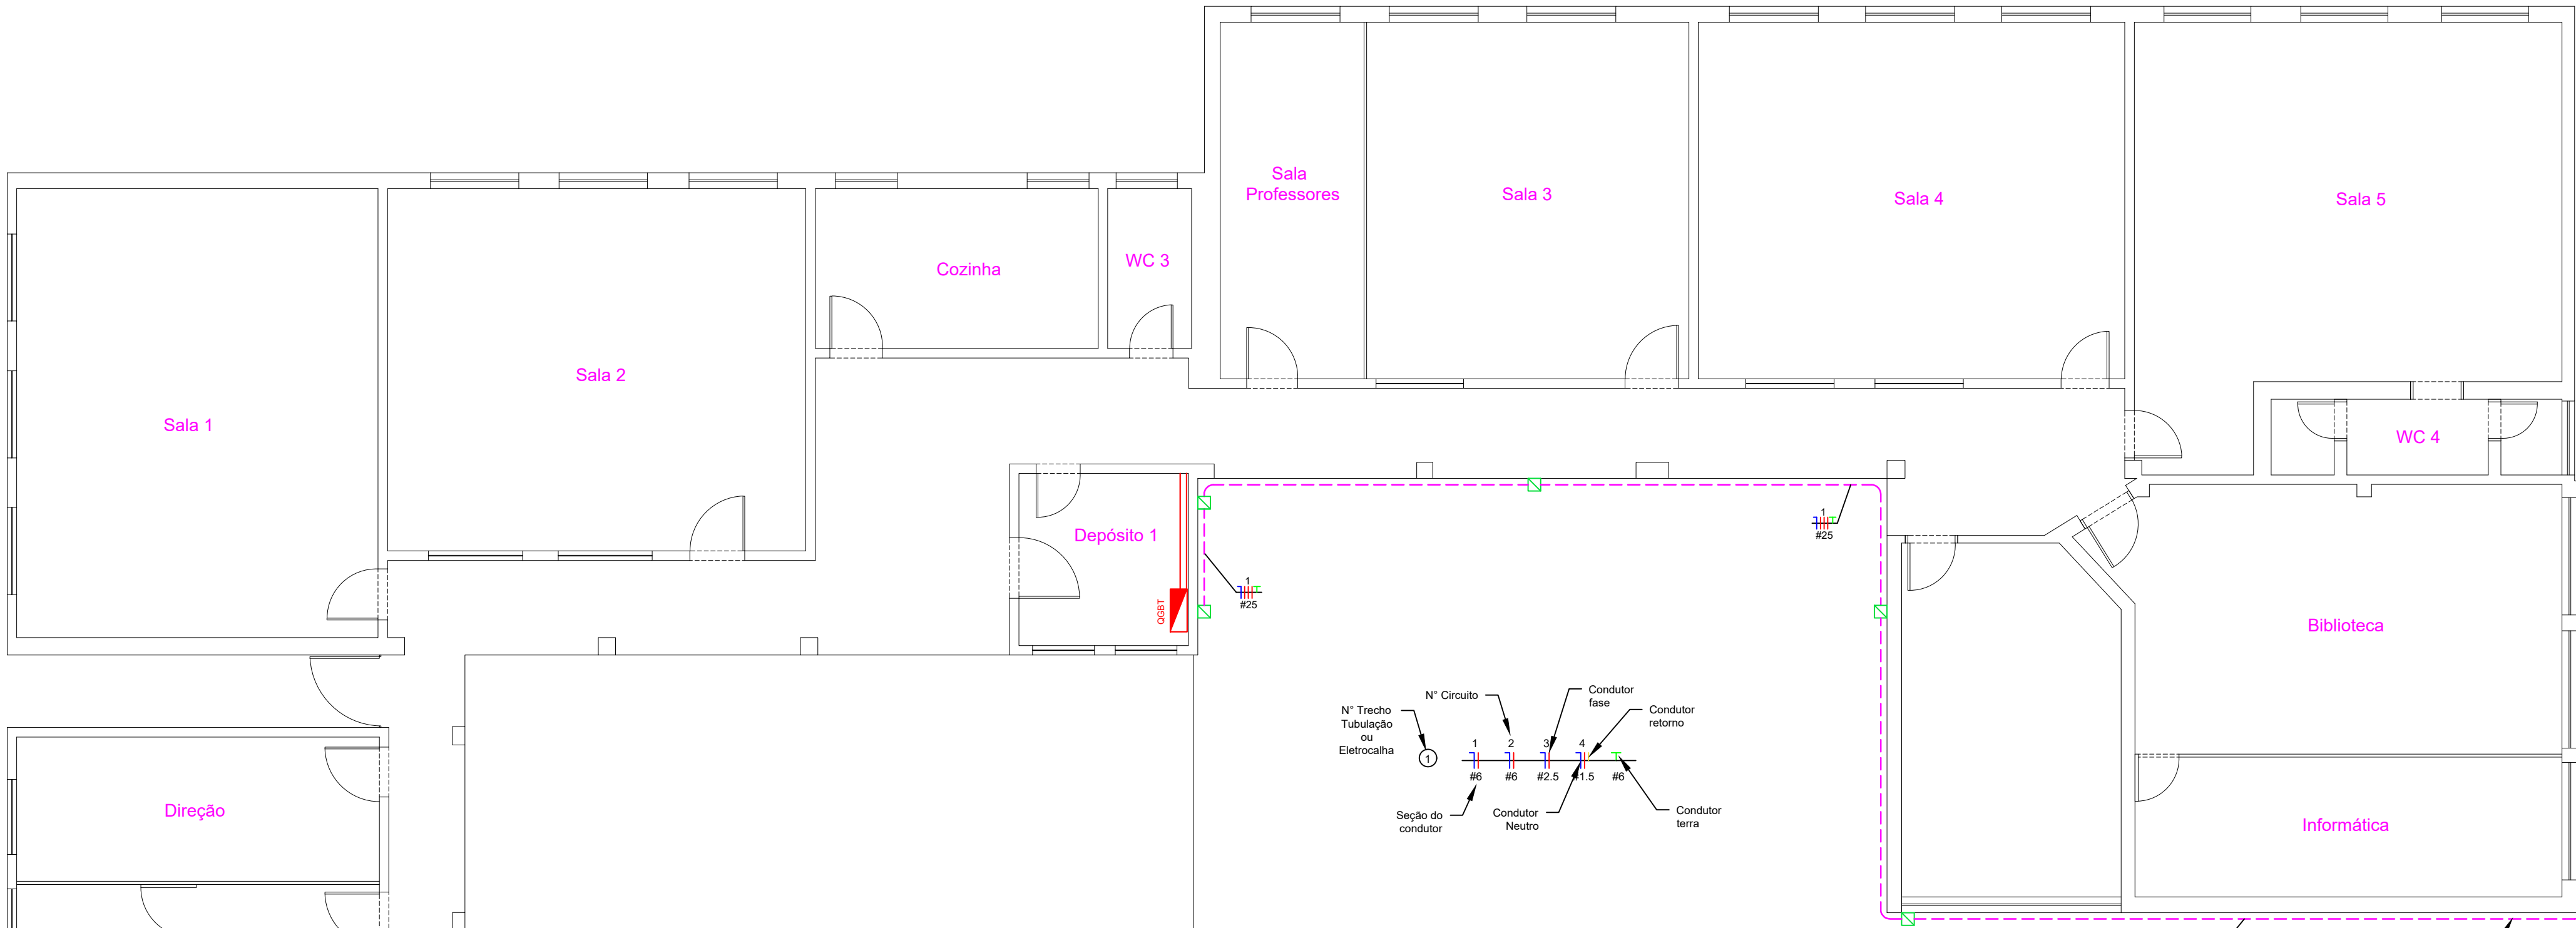 Sala
Professores
Sala 3
Sala 4
Sala 5
Cozinha
WC 3
Sala 2
Sala 1
WC 4
Depósito 1
QGBT
1
#25
1
#25
Biblioteca
Informática
Direção
N° Trecho
Tubulação
ou
Eletrocalha
1
N° Circuito
Condutor
fase
Condutor
retorno
1 2 3 4
#6 #6 #2.5 #1.5 #6
Seção do
condutor
Condutor
Neutro
Condutor
terra